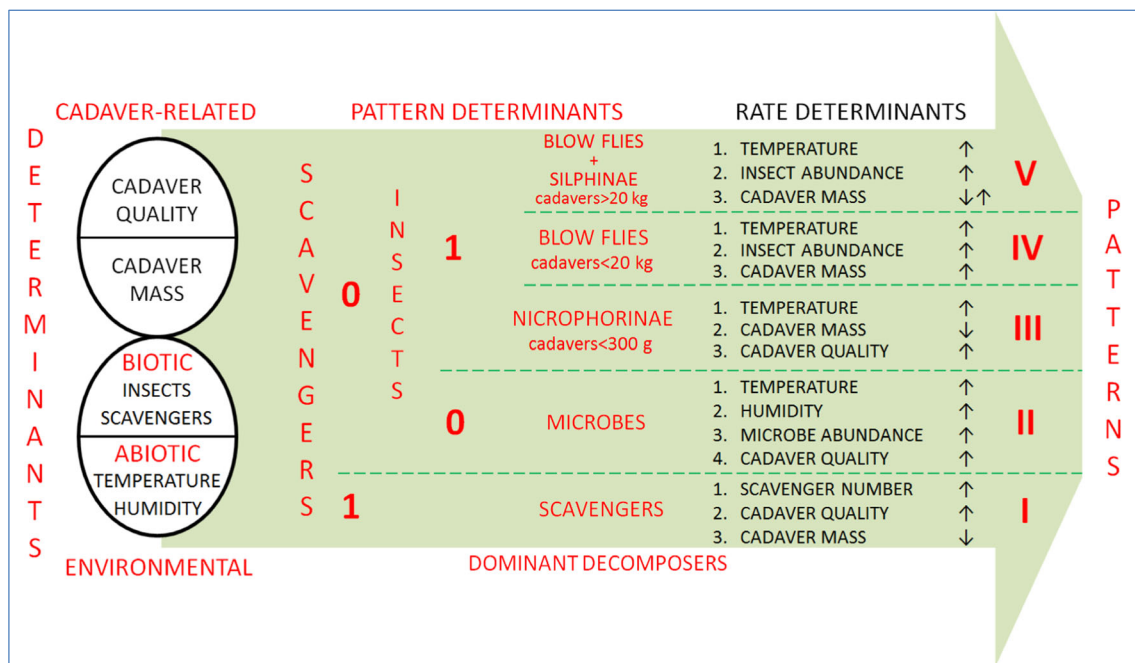 CADAVER-RELATED
PATTERN DETERMINANTS
RATE DETERMINANTS
DETERMINANTS
CADAVER
QUALITY
CADAVER
MASS
BIOTIC
INSECTS
SCAVENGERS
ABIOTIC
TEMPERATURE
HUMIDITY
ENVIRONMENTAL
SCAVENGERS
0
1
INSECTS
1
0
BLOW FLIES
+
SILPHINAE
cadavers>20 kg
1. TEMPERATURE ↑
2. INSECT ABUNDANCE ↑
3. CADAVER MASS ↓↑
V
BLOW FLIES
cadavers<20 kg
1. TEMPERATURE ↑
2. INSECT ABUNDANCE ↑
3. CADAVER MASS ↑
IV
NICROPHORINAE
cadavers<300 g
1. TEMPERATURE ↑
2. CADAVER MASS ↓
3. CADAVER QUALITY ↑
III
MICROBES
1. TEMPERATURE ↑
2. HUMIDITY ↑
3. MICROBE ABUNDANCE ↑
4. CADAVER QUALITY ↑
II
SCAVENGERS
1. SCAVENGER NUMBER ↑
2. CADAVER QUALITY ↑
3. CADAVER MASS ↓
I
DOMINANT DECOMPOSERS
PATTERNS